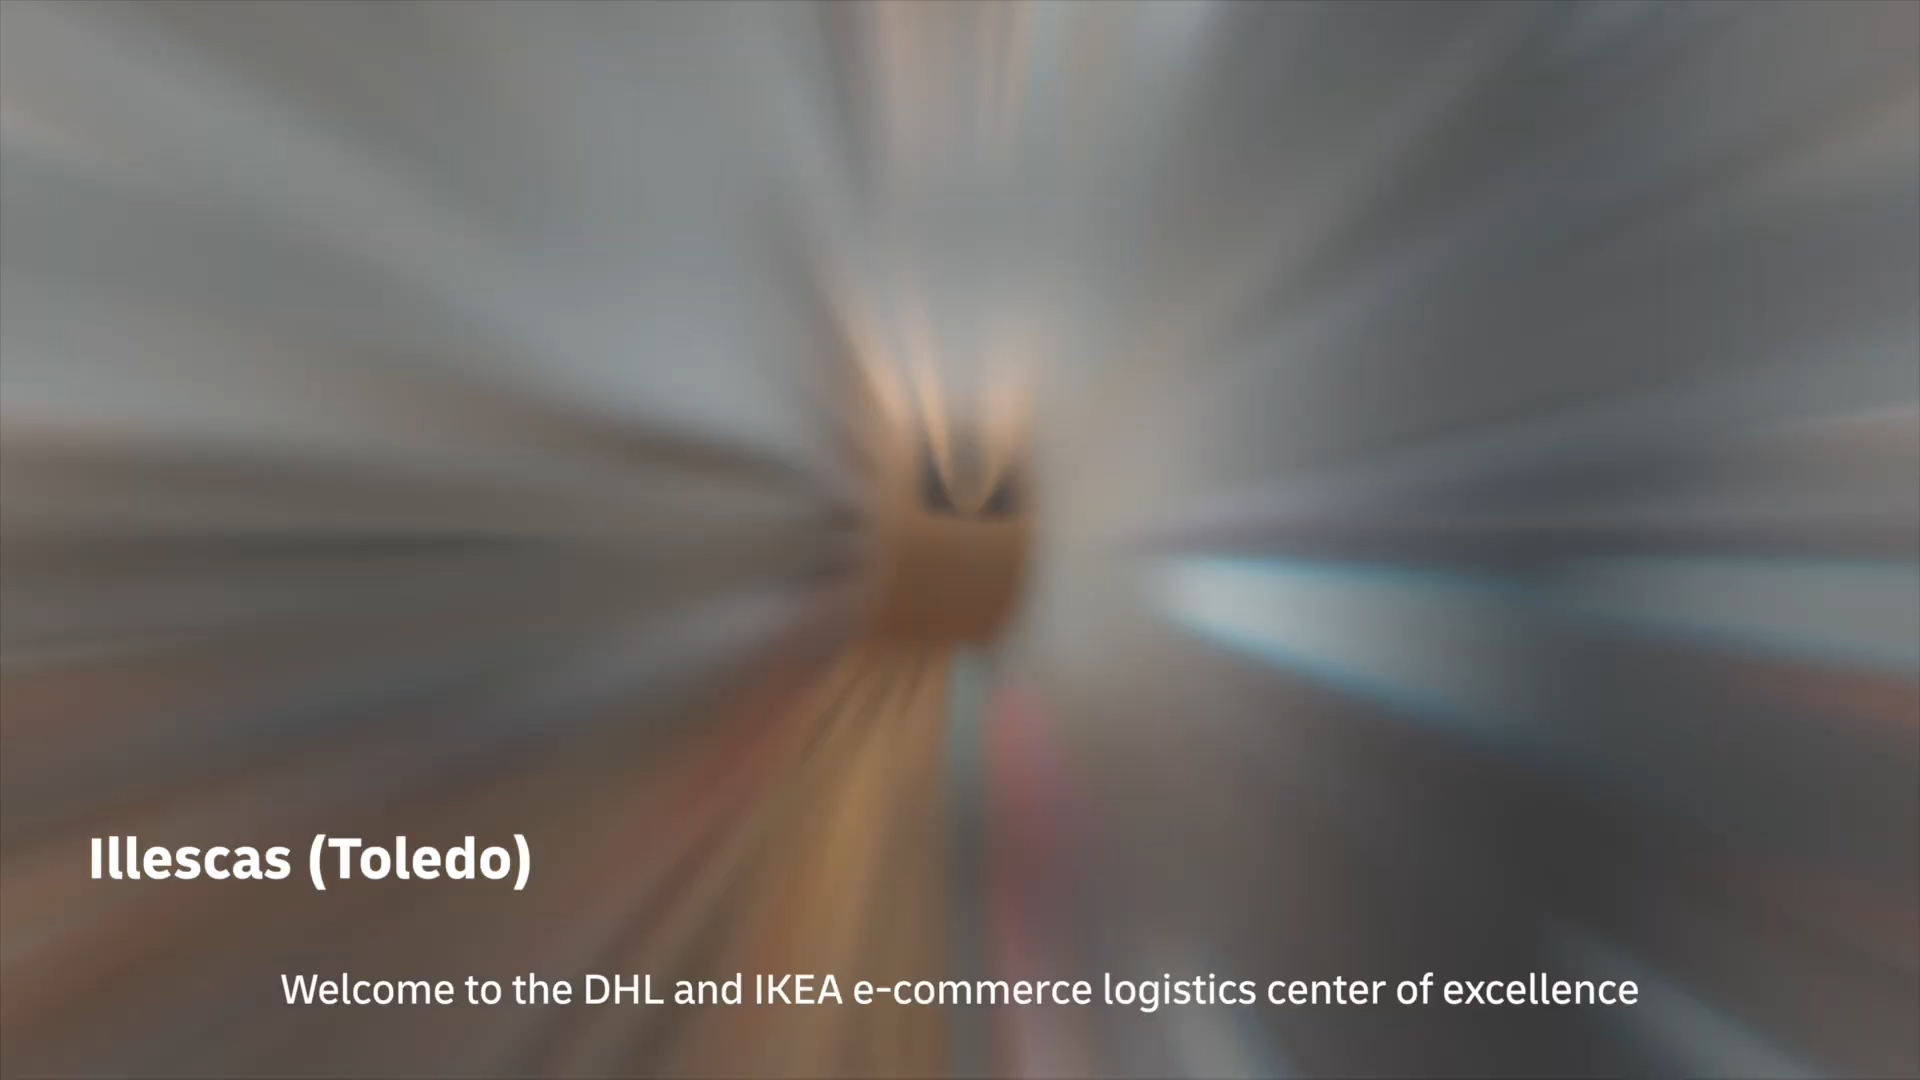 Illescas (Toledo)
Welcome to the DHL and IKEA e-commerce logistics center of excellence